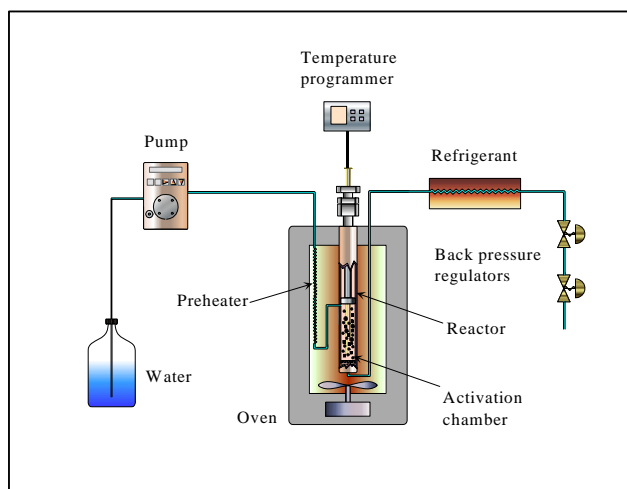 Temperature
programmer
Pump
Refrigerant
Back pressure
regulators
Preheater
Reactor
Water
Activation
chamber
Oven